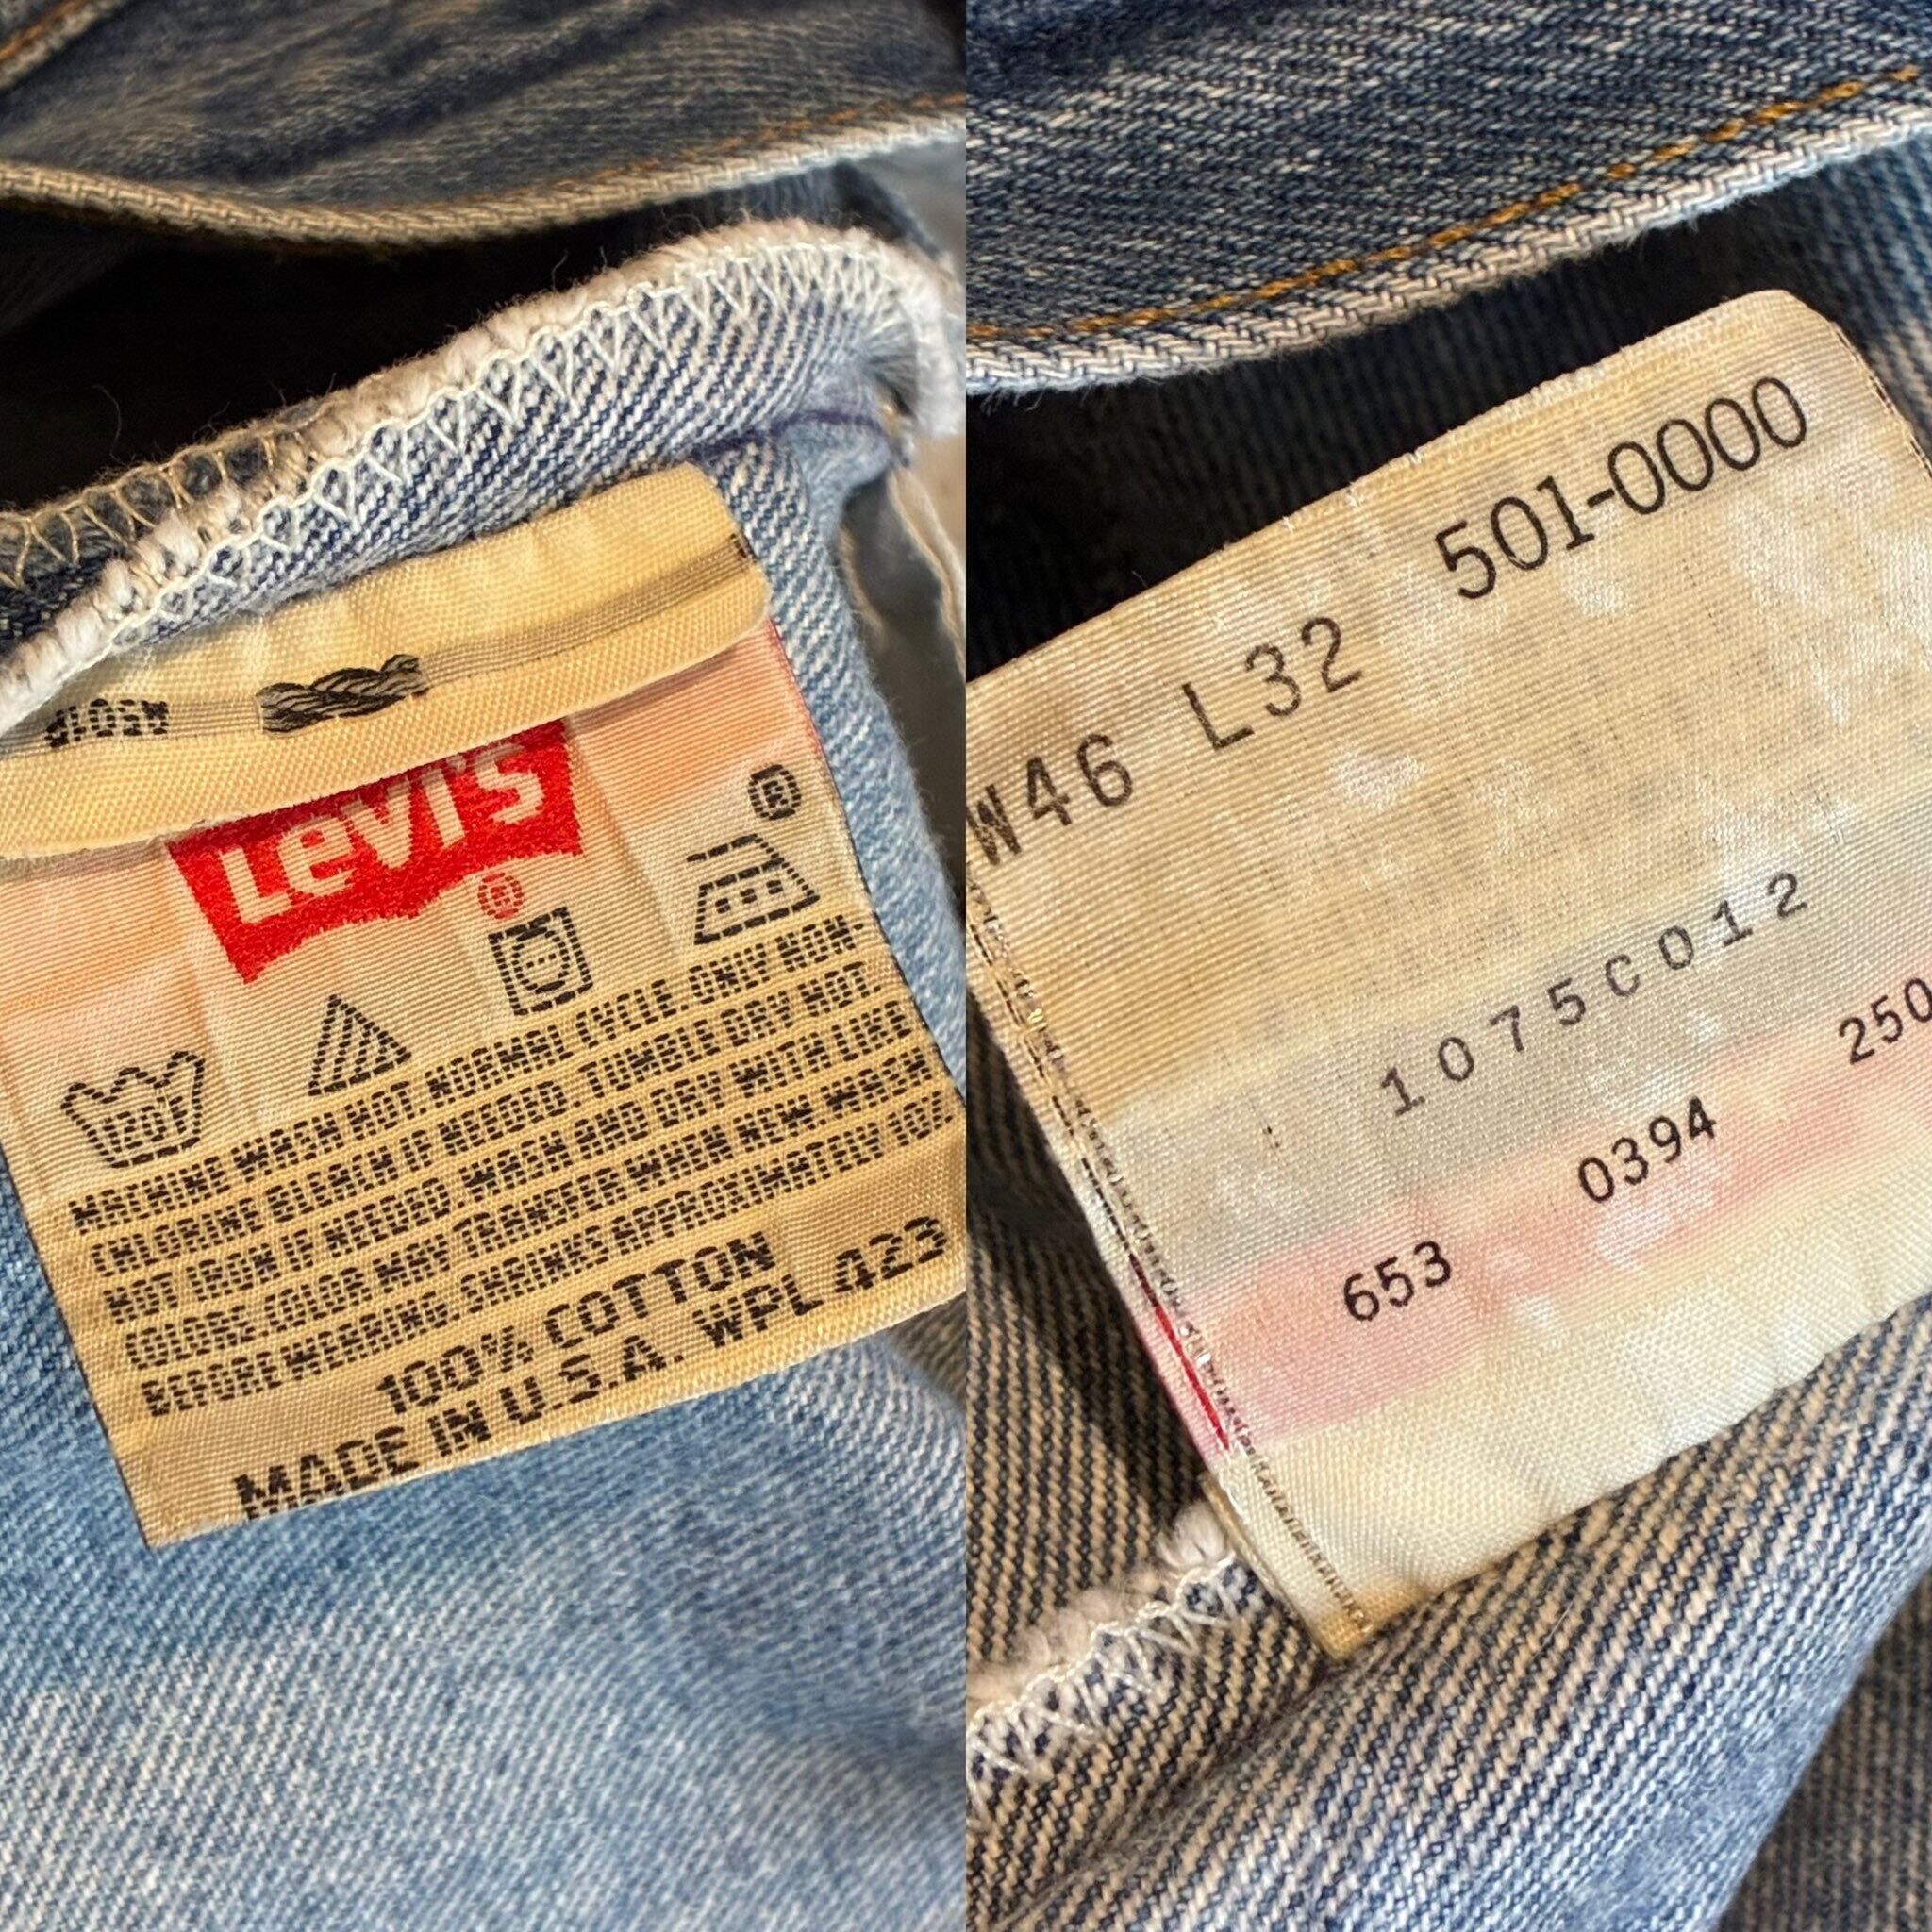 Levi's
®
®
120F
MACHINE WASH HOT. NORMAL CYCLE. ONLY NON-
CHLORINE BLEACH IF NEEDED. TUMBLE DRY HOT.
HOT IRON IF NEEDED. WASH AND DRY WITH LIKE
COLORS. COLOR MAY TRANSFER WHEN NEW. WASH
BEFORE WEARING. SHRINKS APPROXIMATELY 10%
100% COTTON
MADE IN U.S.A. WPL 423
W46 L32 501-0000
1075C012
653 0394 250